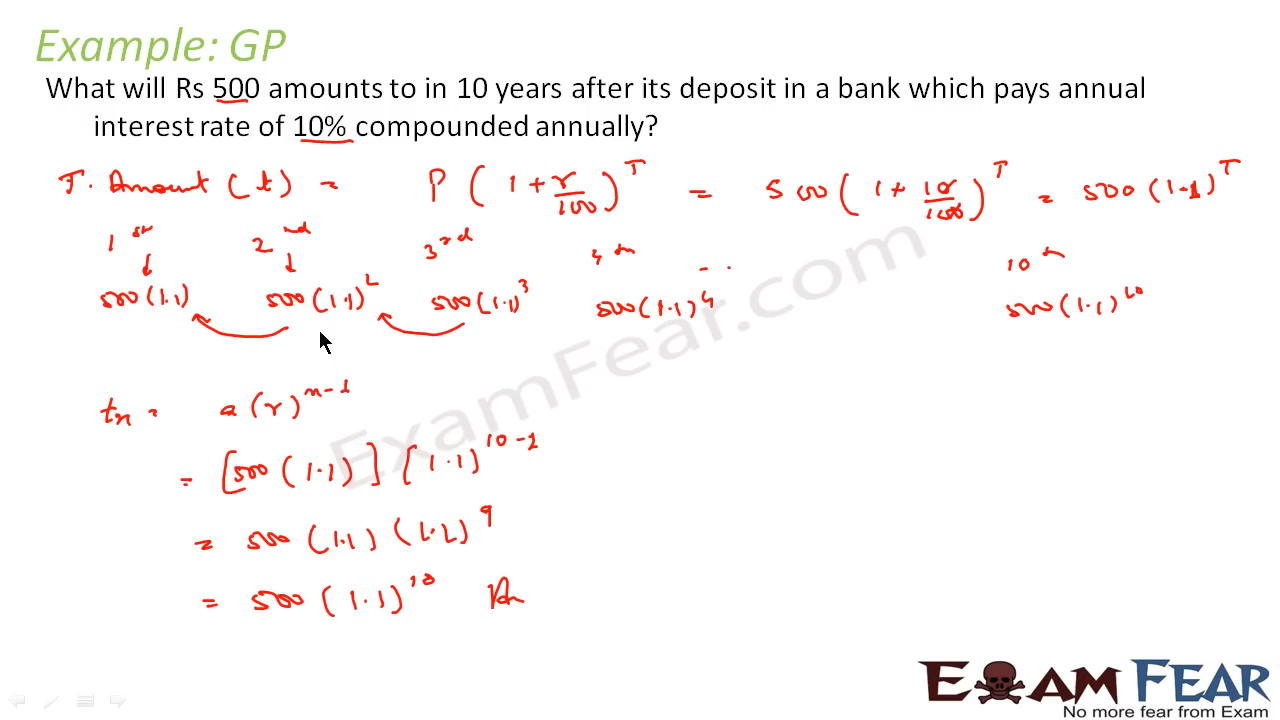 Example: GP
What will Rs 500 amounts to in 10 years after its deposit in a bank which pays annual
interest rate of 10% compounded annually?
T. Amount (t) = P (1 + r/100)^T = 500 (1 + 10/100)^T = 500 (1.1)^T
1st 2nd 3rd 4th .. 10th
500(1.1) 500(1.1)^2 500(1.1)^3 500(1.1)^4 500(1.1)^10
tn = a(r)^n-1
= [500(1.1)] [1.1]^10-1
= 500 (1.1) (1.1)^9
= 500 (1.1)^10
ExamFear.com
EXAM FEAR
No more fear from Exam